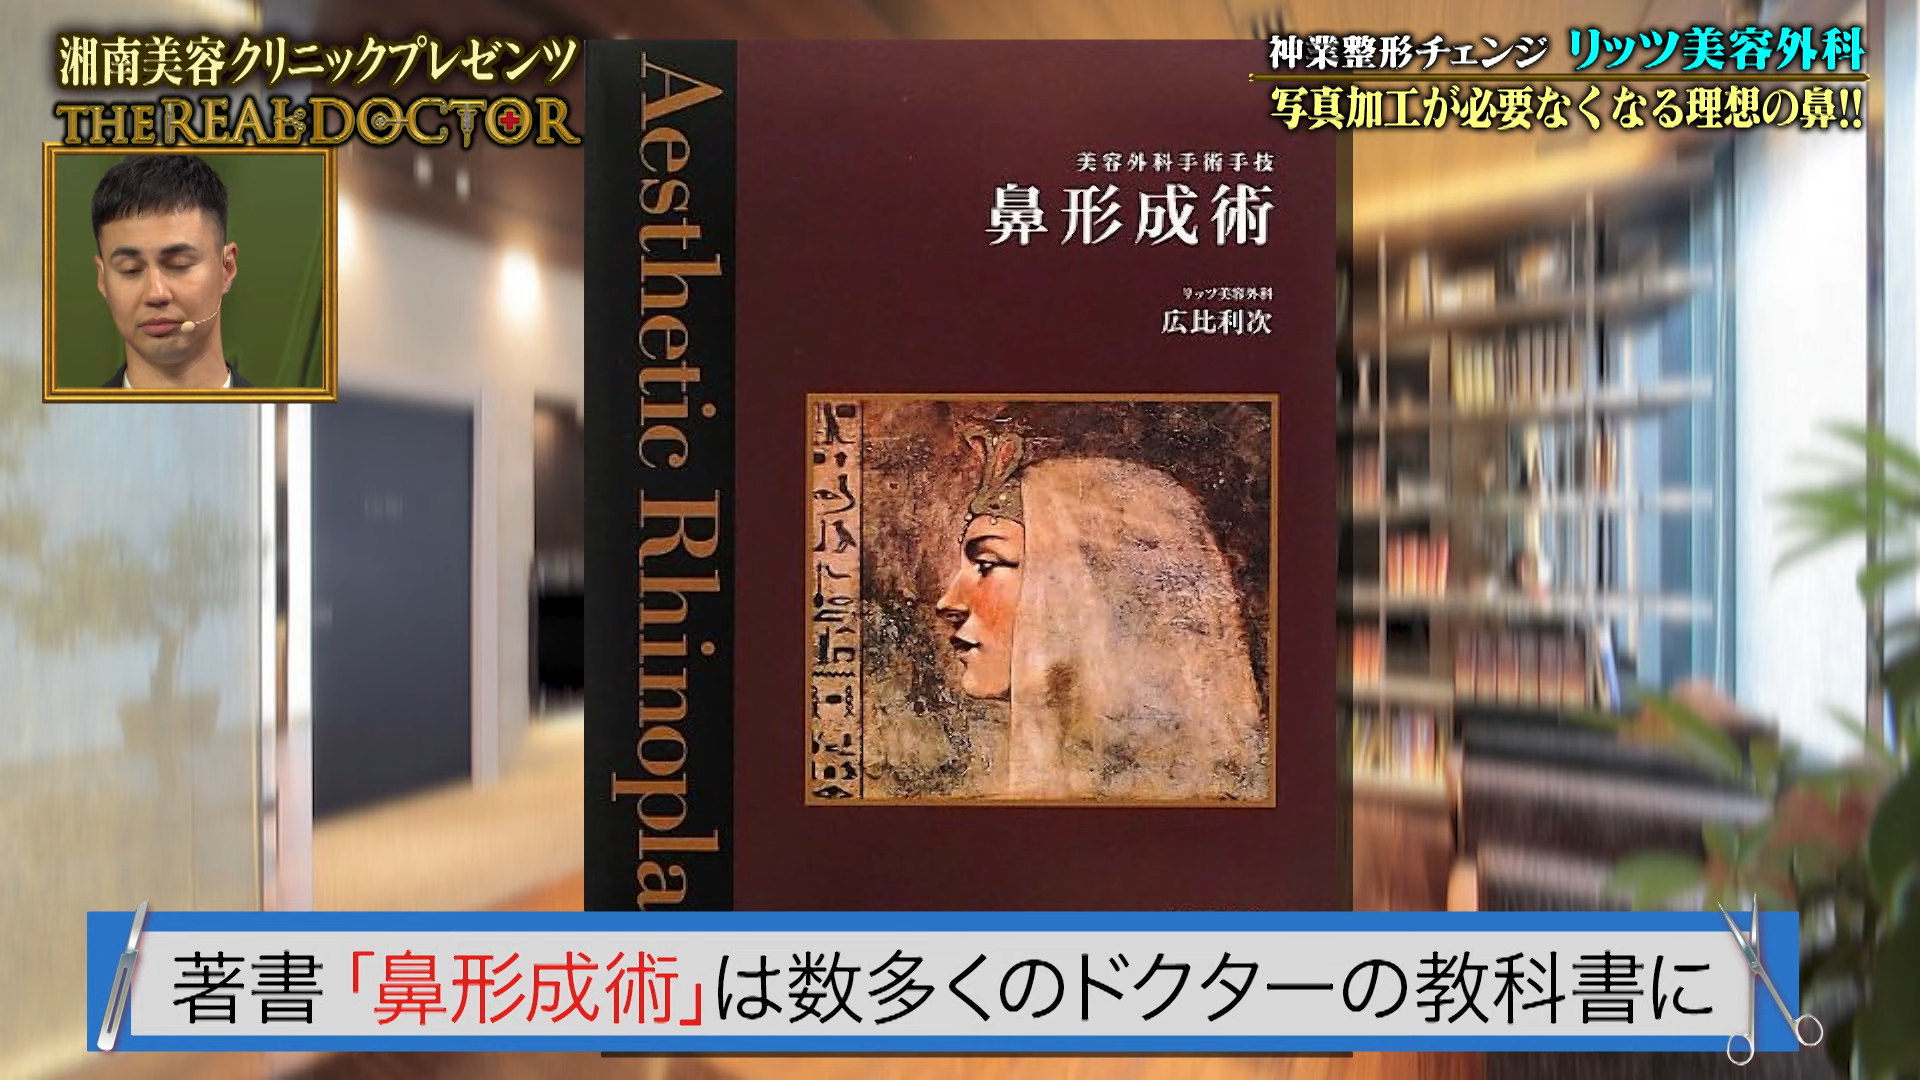 湘南美容クリニックプレゼンツ
THE REAL DOCTOR
神業整形チェンジ リッツ美容外科
写真加工が必要なくなる理想の鼻!!
Aesthetic Rhinopla
美容外科手術手技
鼻形成術
リッツ美容外科
広比利次
著書「鼻形成術」は数多くのドクターの教科書に